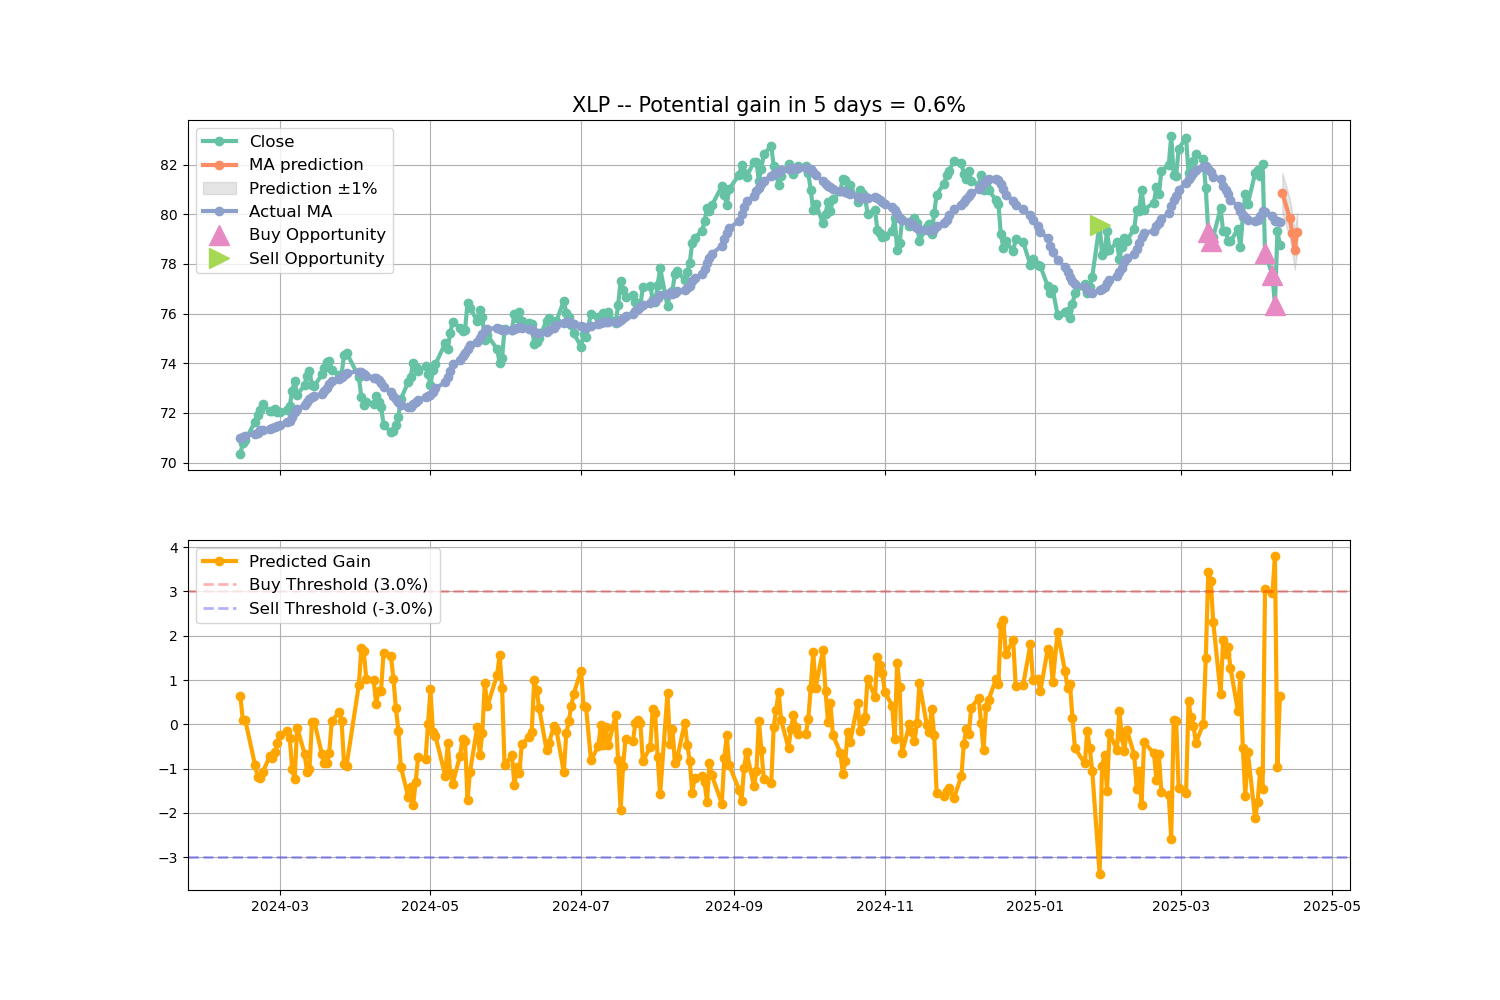 XLP -- Potential gain in 5 days = 0.6%
Close
MA prediction
Prediction ±1%
Actual MA
Buy Opportunity
Sell Opportunity
82
80
78
76
74
72
70
Predicted Gain
Buy Threshold (3.0%)
Sell Threshold (-3.0%)
4
3
2
1
0
−1
−2
−3
2024-03 2024-05 2024-07 2024-09 2024-11 2025-01 2025-03 2025-05